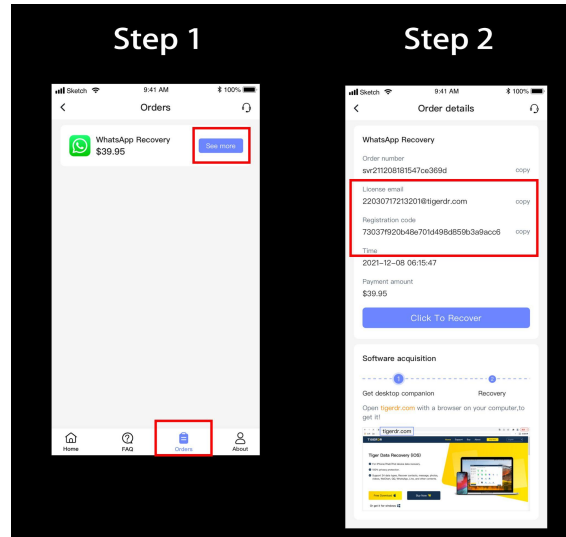 Step 1
Sketch 9:41 AM 100%
Orders
WhatsApp Recovery
$39.95
See more
Home
FAQ
Orders
About
Step 2
Sketch 9:41 AM 100%
Order details
WhatsApp Recovery
Order number
svr211208181547ce369d copy
License email
22030717213201@tigerdr.com copy
Registration code
73037f920b48e701d498d859b3a9acc6 copy
Time
2021-12-08 06:15:47
Payment amount
$39.95
Click To Recover
Software acquisition
1 2
Get desktop companion Recovery
Open tigerdr.com with a browser on your computer,to
get it!
tigerdr.com
Tiger Data Recovery (iOS)